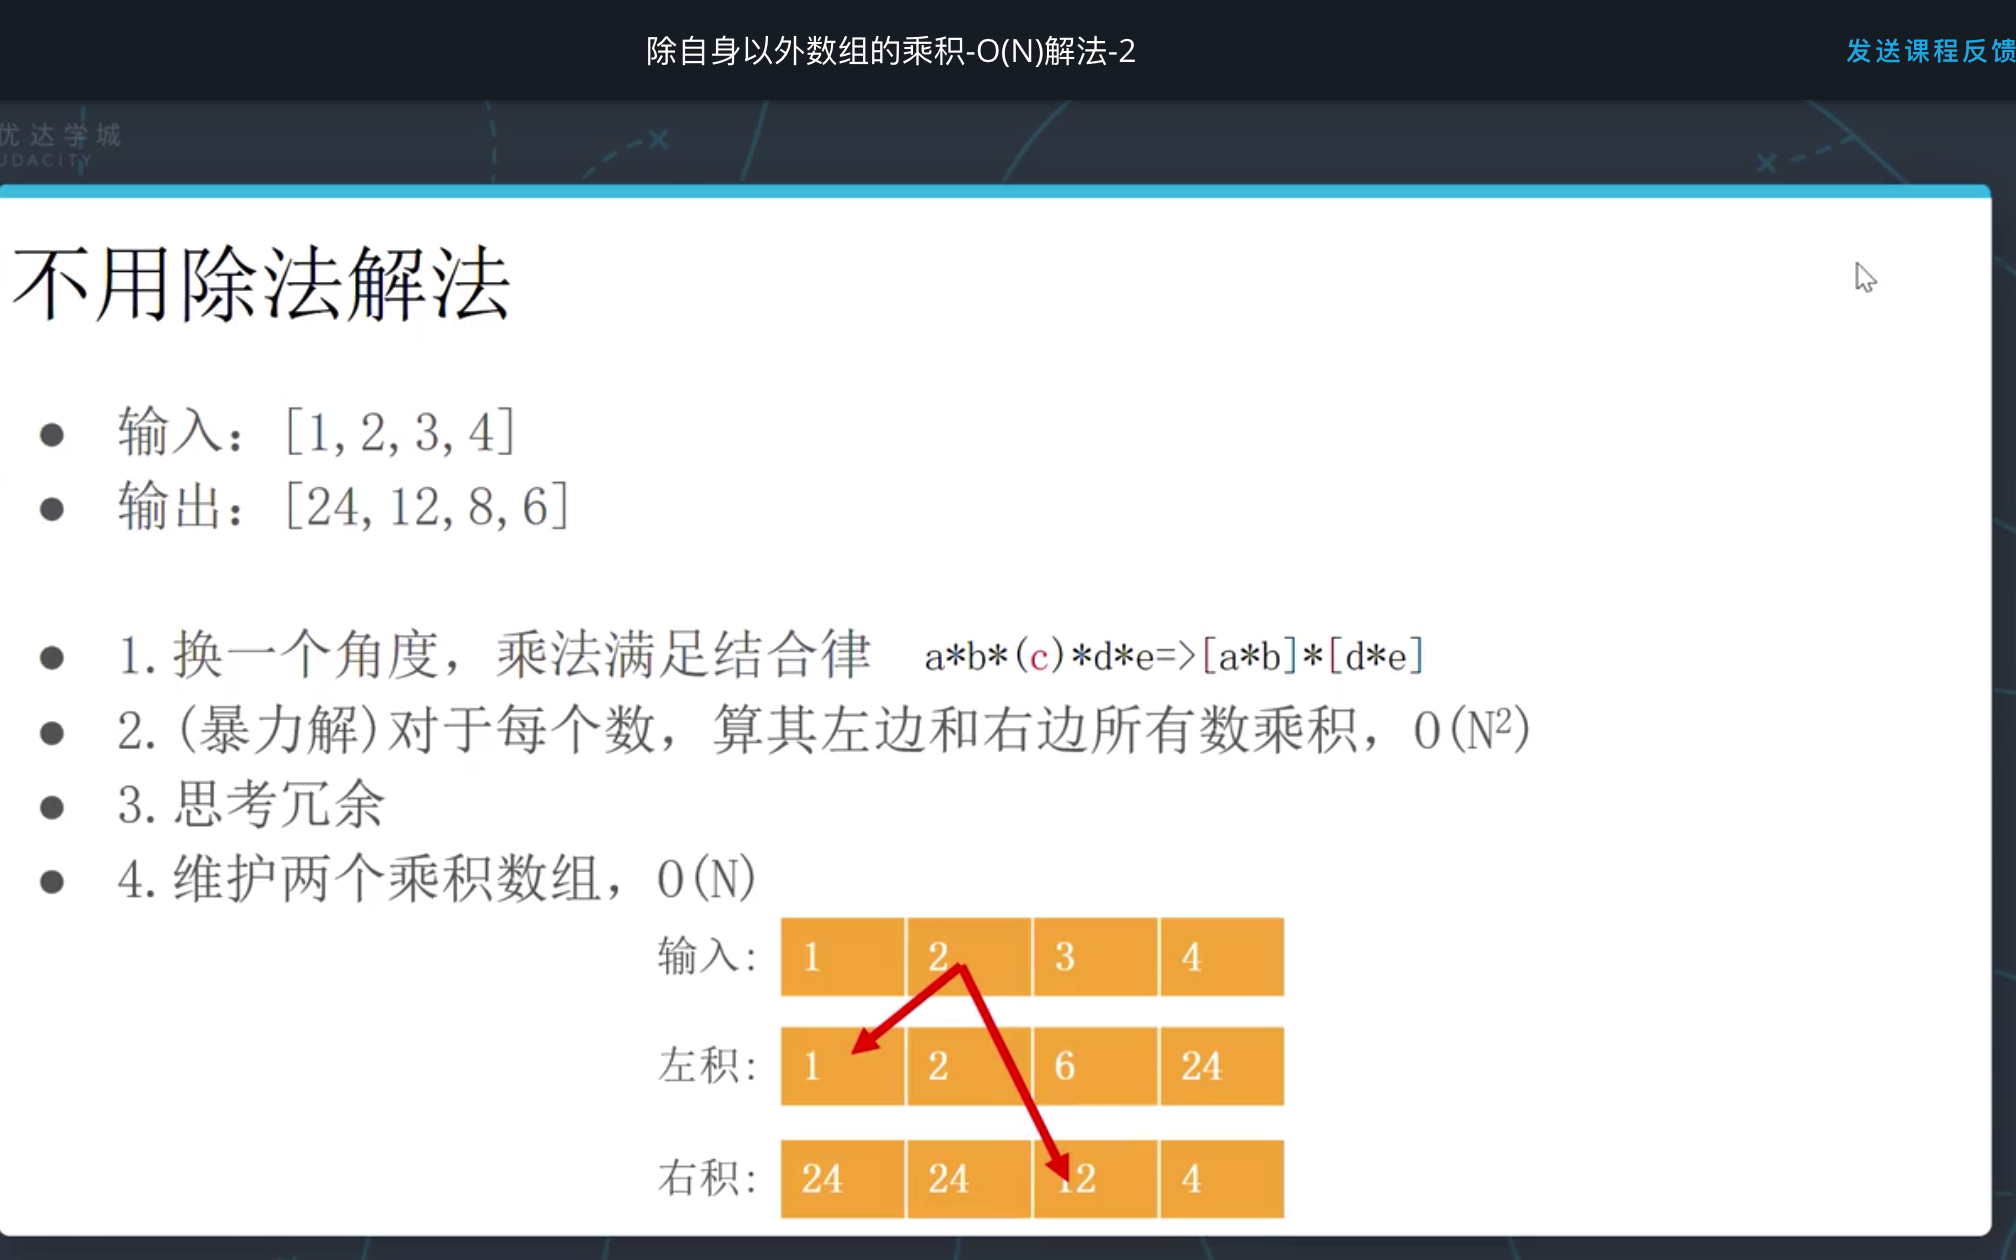 除自身以外数组的乘积-O(N)解法-2
发送课程反馈
优达学城
UDACITY
不用除法解法
● 输入：[1,2,3,4]
● 输出：[24,12,8,6]
● 1.换一个角度，乘法满足结合律 a*b*(c)*d*e=>[a*b]*[d*e]
● 2.(暴力解)对于每个数，算其左边和右边所有数乘积，O(N²)
● 3.思考冗余
● 4.维护两个乘积数组，O(N)
输入: 1 2 3 4
左积: 1 2 6 24
右积: 24 24 12 4